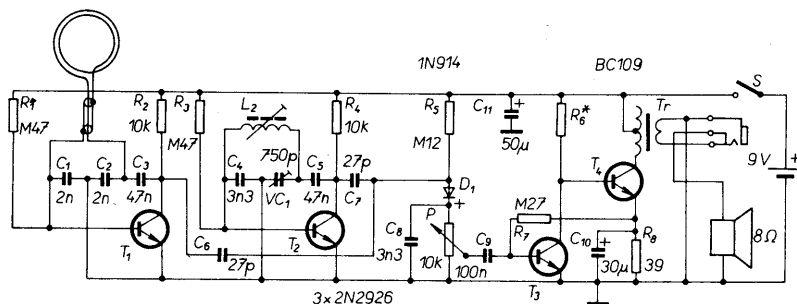 1N914
BC109
R1*
M47
R2
10k
R3
M47
L2
750p
VC1
R4
10k
R5
M12
C11
+
50µ
R6*
Tr
S
9V
+
C1
2n
C2
2n
C3
47n
C4
3n3
C5
47n
27p
C7
D1
+
T4
T1
C6
27p
T2
C8
3n3
P
10k
C9
100n
M27
R7
T3
C10
+
30µ
R8
39
8Ω
3×2N2926